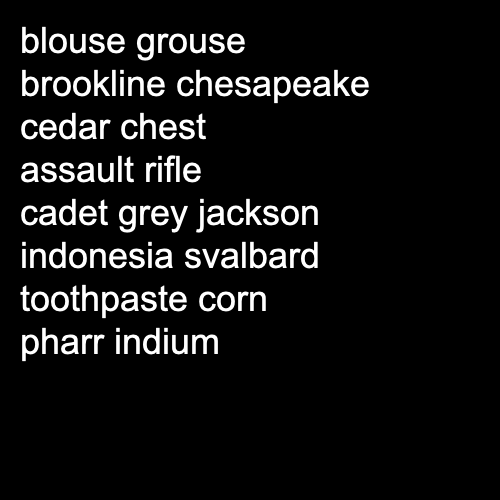 blouse grouse
brookline chesapeake
cedar chest
assault rifle
cadet grey jackson
indonesia svalbard
toothpaste corn
pharr indium